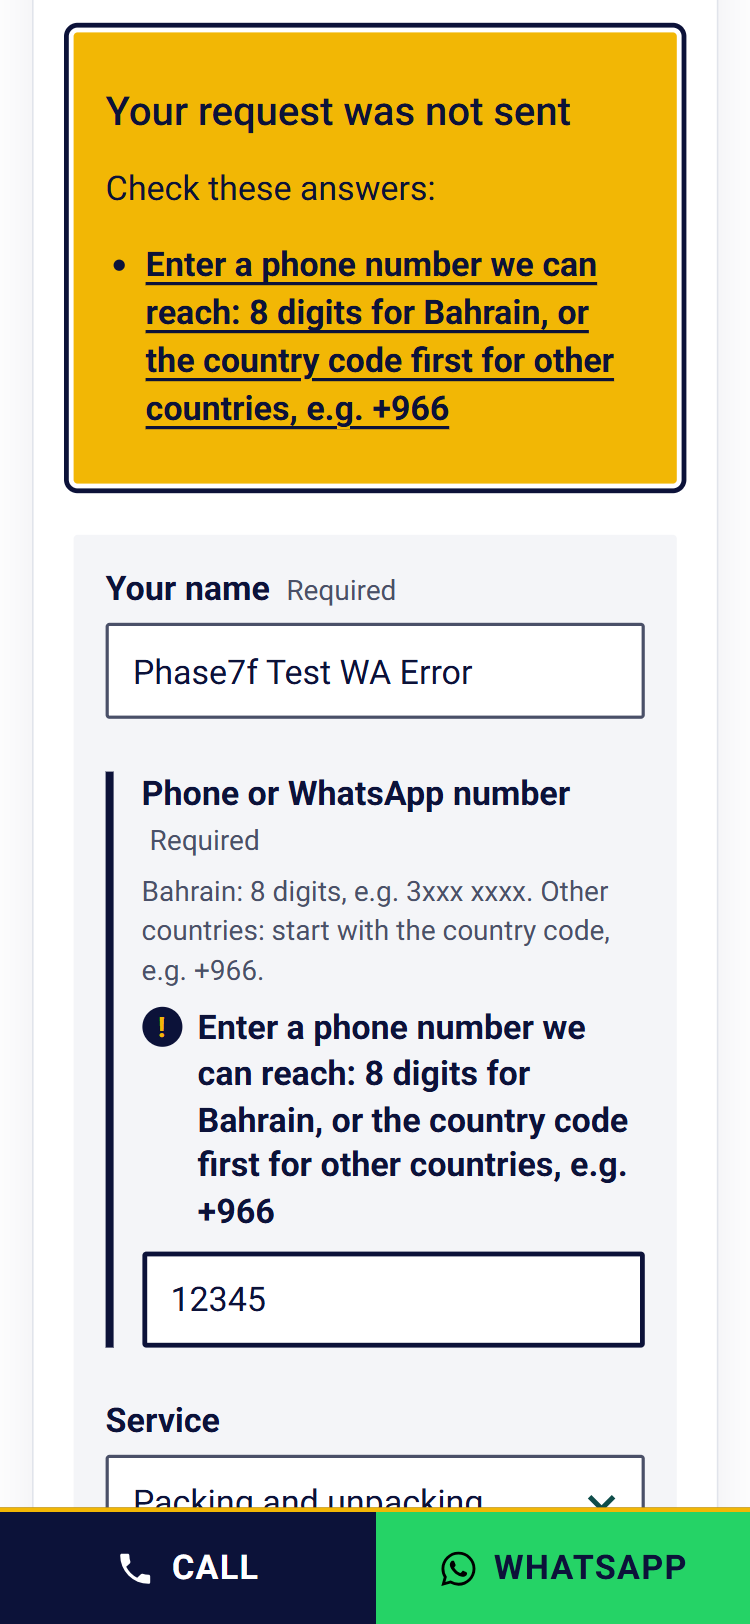 Your request was not sent
Check these answers:
• Enter a phone number we can
reach: 8 digits for Bahrain, or
the country code first for other
countries, e.g. +966
Your name Required
Phase7f Test WA Error
Phone or WhatsApp number
Required
Bahrain: 8 digits, e.g. 3xxx xxxx. Other
countries: start with the country code,
e.g. +966.
! Enter a phone number we
can reach: 8 digits for
Bahrain, or the country code
first for other countries, e.g.
+966
12345
Service
Packing and unpacking
CALL
WHATSAPP